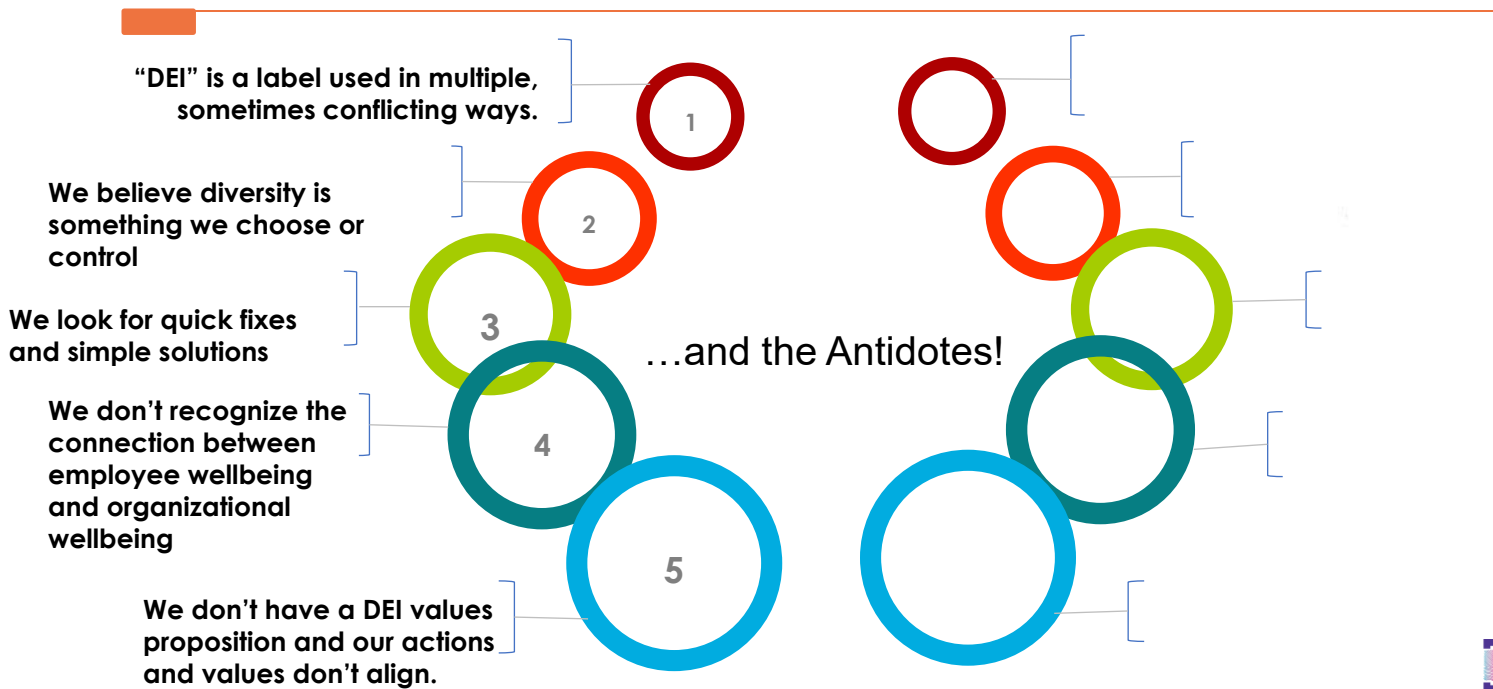 “DEI” is a label used in multiple,
sometimes conflicting ways.
1
We believe diversity is
something we choose or
control
2
We look for quick fixes
and simple solutions
3
…and the Antidotes!
We don’t recognize the
connection between
employee wellbeing
and organizational
wellbeing
4
5
We don’t have a DEI values
proposition and our actions
and values don’t align.